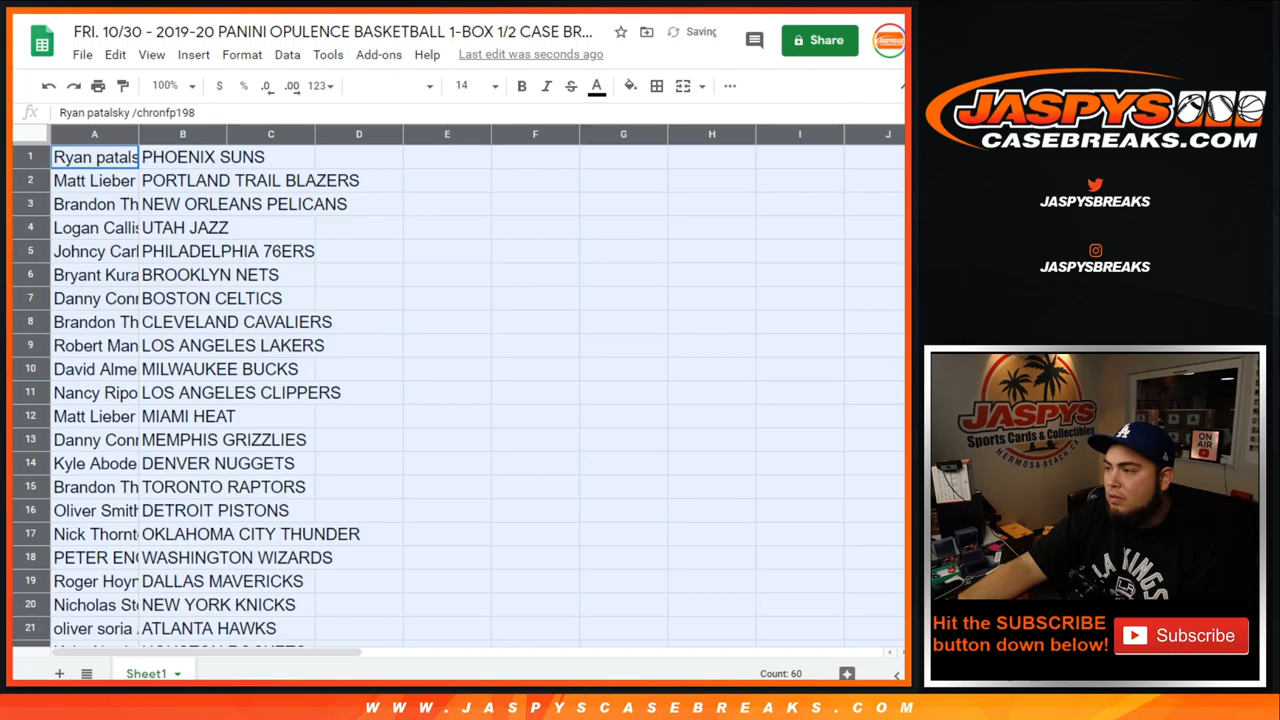 FRI. 10/30 - 2019-20 PANINI OPULENCE BASKETBALL 1-BOX 1/2 CASE BR...
Saving
Share
File Edit View Insert Format Data Tools Add-ons Help Last edit was seconds ago
100% $ % .0 .00 123 14 B I S A
fx Ryan patalsky /chronfp198
A B C D E F G H I J
1 Ryan patals PHOENIX SUNS
2 Matt Lieber PORTLAND TRAIL BLAZERS
3 Brandon Th NEW ORLEANS PELICANS
4 Logan Callis UTAH JAZZ
5 Johncy Carl PHILADELPHIA 76ERS
6 Bryant Kura BROOKLYN NETS
7 Danny Conr BOSTON CELTICS
8 Brandon Th CLEVELAND CAVALIERS
9 Robert Man LOS ANGELES LAKERS
10 David Alme MILWAUKEE BUCKS
11 Nancy Ripo LOS ANGELES CLIPPERS
12 Matt Lieber MIAMI HEAT
13 Danny Conr MEMPHIS GRIZZLIES
14 Kyle Abode DENVER NUGGETS
15 Brandon Th TORONTO RAPTORS
16 Oliver Smith DETROIT PISTONS
17 Nick Thornt OKLAHOMA CITY THUNDER
18 PETER ENG WASHINGTON WIZARDS
19 Roger Hoyn DALLAS MAVERICKS
20 Nicholas Sto NEW YORK KNICKS
21 oliver soria ATLANTA HAWKS
Sheet1
Count: 60
JASPYS
CASEBREAKS.COM
JASPYSBREAKS
JASPYSBREAKS
JASPYS
Sports Cards & Collectibles
HERMOSA BEACH, CA
ON AIR
LA KINGS
Hit the SUBSCRIBE
button down below!
Subscribe
WWW.JASPYSCASEBREAKS.COM